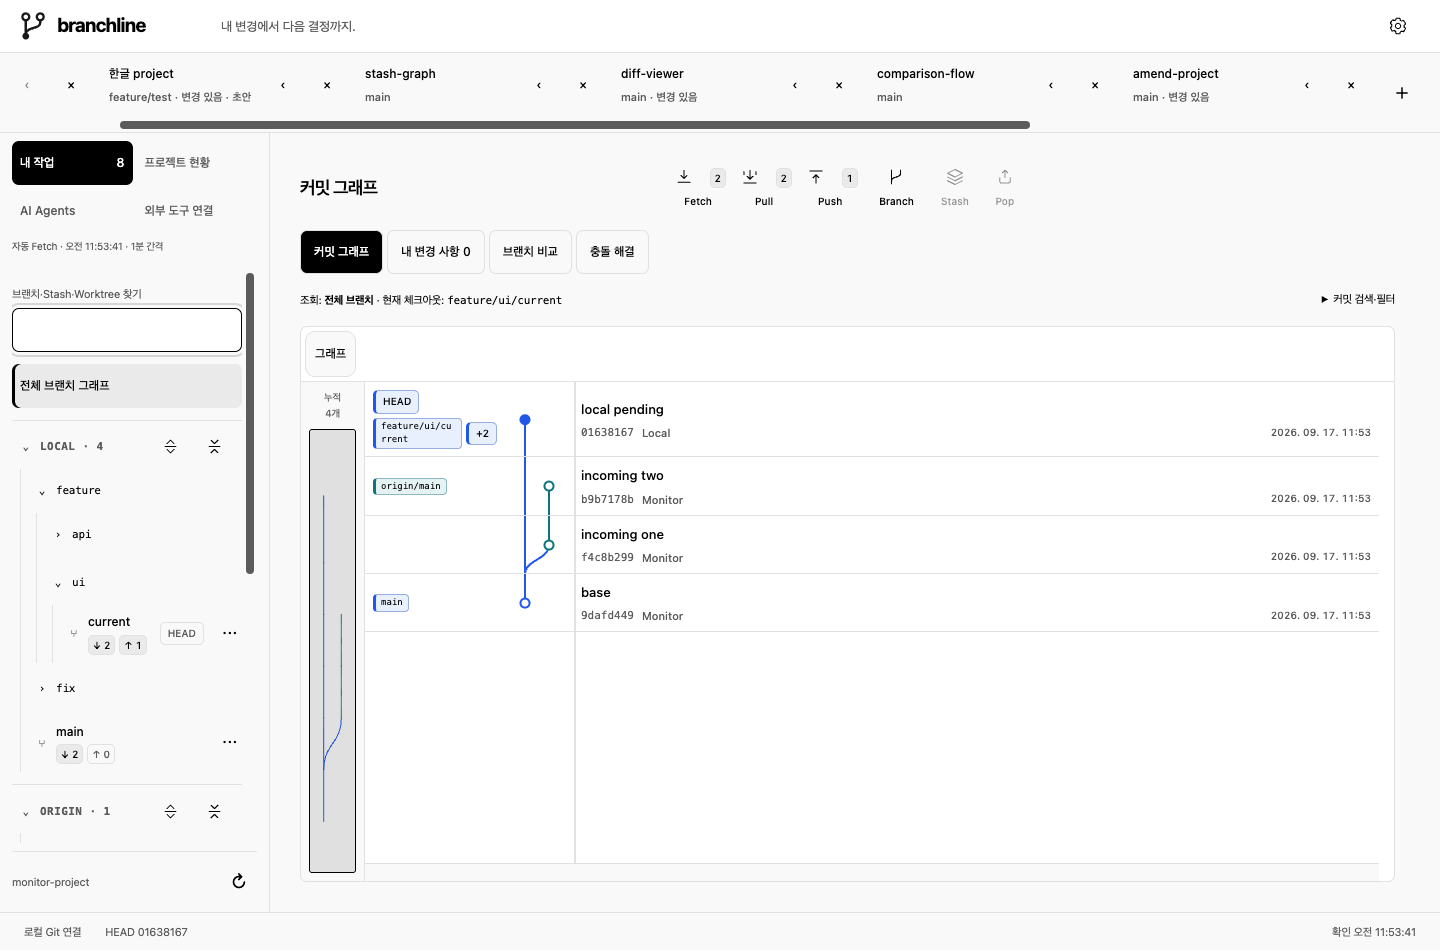 branchline
내 변경에서 다음 결정까지.
한글 project
feature/test · 변경 있음 · 초안
stash-graph
main
diff-viewer
main · 변경 있음
comparison-flow
main
amend-project
main · 변경 있음
내 작업 8
프로젝트 현황
AI Agents
외부 도구 연결
자동 Fetch · 오전 11:53:41 · 1분 간격
브랜치·Stash·Worktree 찾기
전체 브랜치 그래프
LOCAL · 4
feature
api
ui
current
↓ 2 ↑ 1
HEAD
fix
main
↓ 2 ↑ 0
ORIGIN · 1
monitor-project
커밋 그래프
2
Fetch
2
Pull
1
Push
Branch
Stash
Pop
커밋 그래프
내 변경 사항 0
브랜치 비교
충돌 해결
조회: 전체 브랜치 · 현재 체크아웃: feature/ui/current
▶ 커밋 검색·필터
그래프
누적
4개
HEAD
feature/ui/cu
rrent
+2
local pending
01638167 Local
2026. 09. 17. 11:53
origin/main
incoming two
b9b7178b Monitor
2026. 09. 17. 11:53
incoming one
f4c8b299 Monitor
2026. 09. 17. 11:53
main
base
9dafd449 Monitor
2026. 09. 17. 11:53
로컬 Git 연결
HEAD 01638167
확인 오전 11:53:41